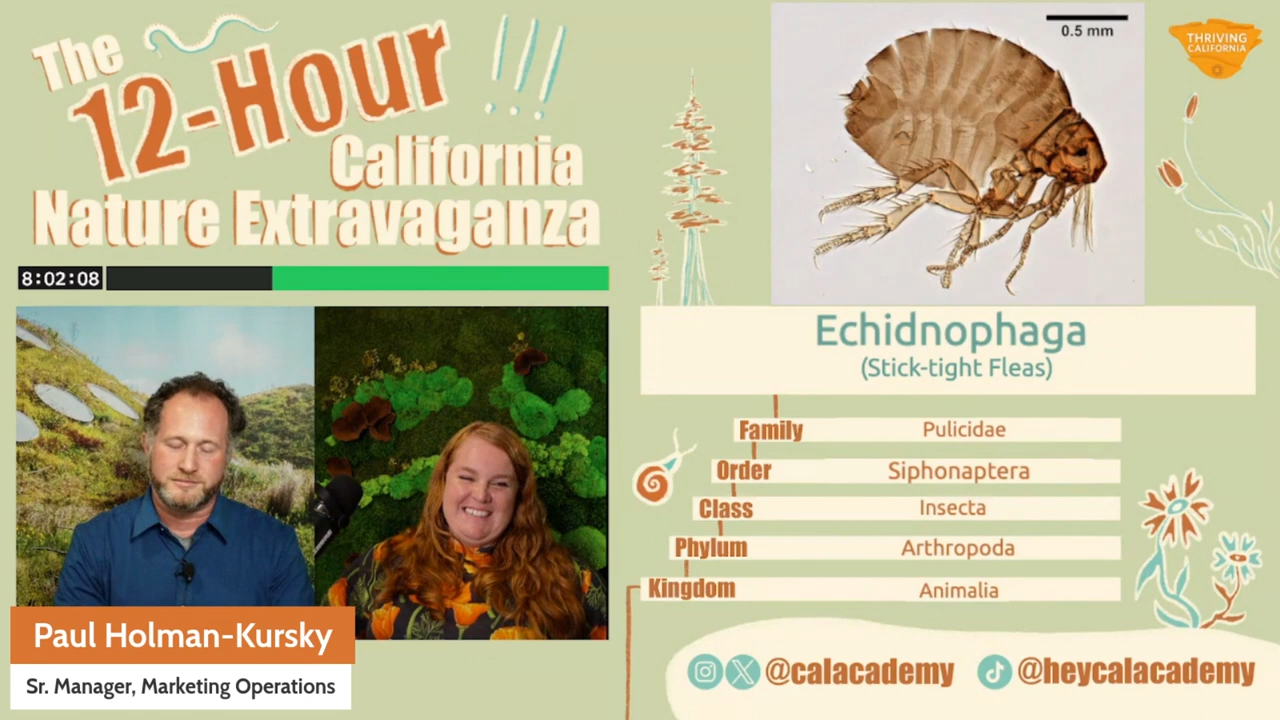 The
12-Hour
!!!
California
Nature Extravaganza
8:02:08
Paul Holman-Kursky
Sr. Manager, Marketing Operations
0.5 mm
THRIVING
CALIFORNIA
Echidnophaga
(Stick-tight Fleas)
Family Pulicidae
Order Siphonaptera
Class Insecta
Phylum Arthropoda
Kingdom Animalia
@calacademy @heycalacademy